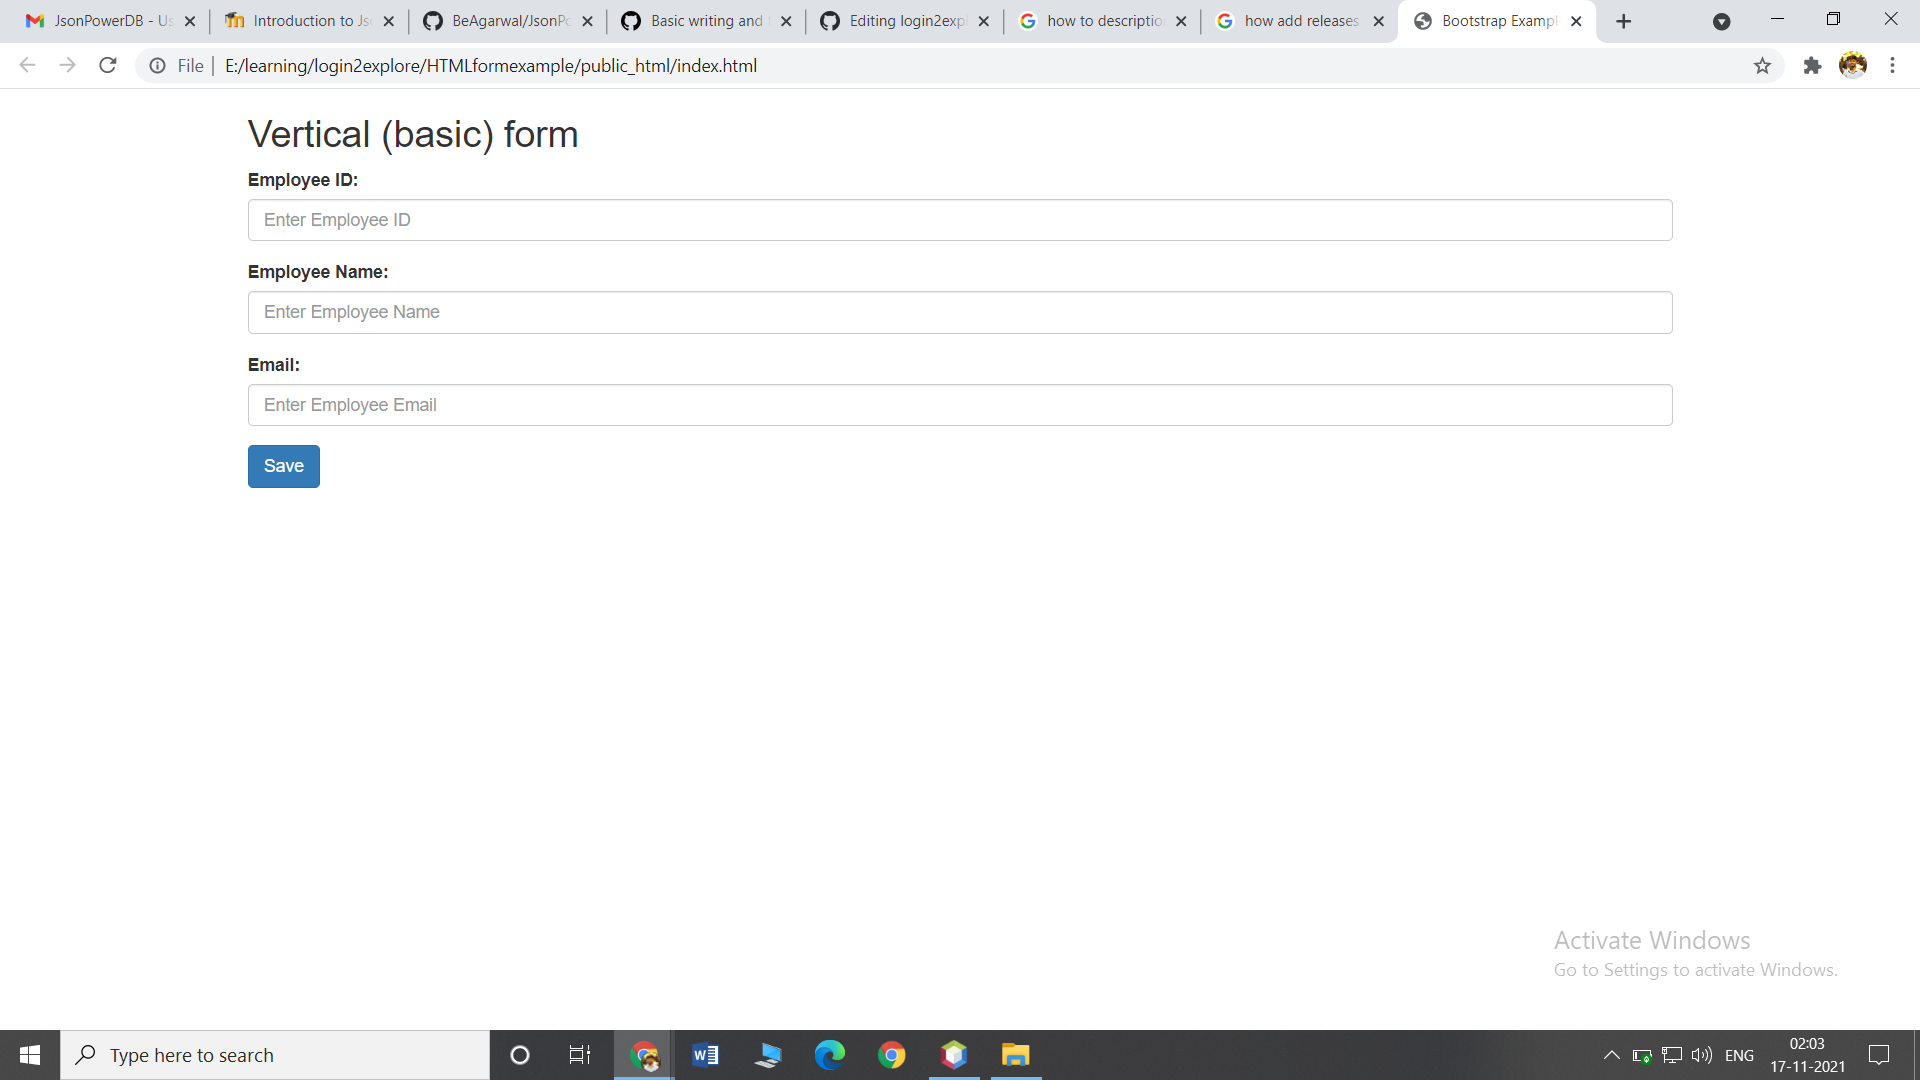 JsonPowerDB - Us
Introduction to Js
BeAgarwal/JsonPo
Basic writing and
Editing login2expl
how to description
how add releases
Bootstrap Exampl
File
E:/learning/login2explore/HTMLformexample/public_html/index.html
Vertical (basic) form
Employee ID:
Enter Employee ID
Employee Name:
Enter Employee Name
Email:
Enter Employee Email
Save
Activate Windows
Go to Settings to activate Windows.
Type here to search
ENG
02:03
17-11-2021